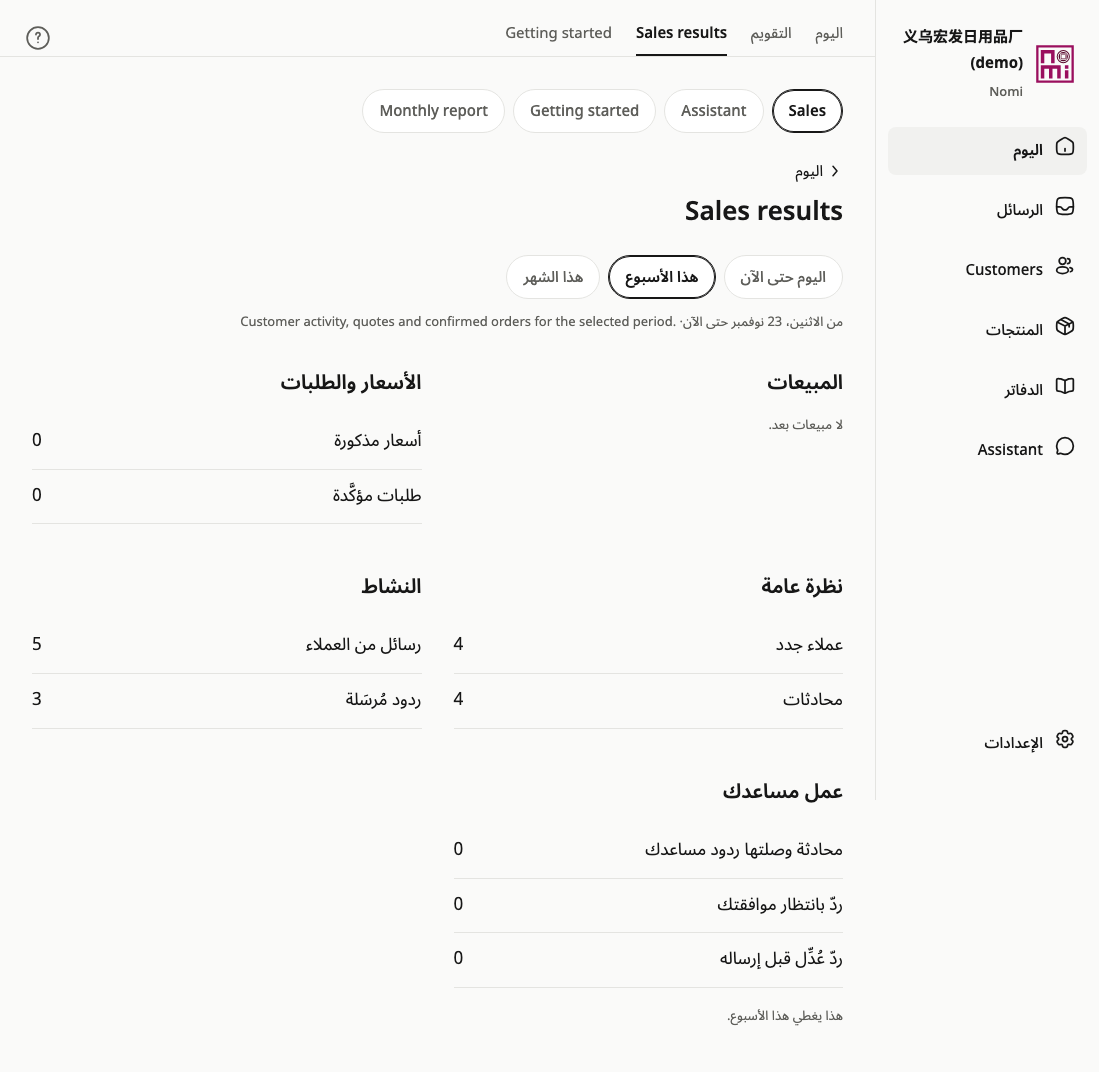 义乌宏发日用品厂
(demo)
Nomi
اليوم
الرسائل
Customers
المنتجات
الدفاتر
Assistant
الإعدادات
اليوم
التقويم
Sales results
Getting started
?
Sales
Assistant
Getting started
Monthly report
اليوم
Sales results
اليوم حتى الآن
هذا الأسبوع
هذا الشهر
من الاثنين، 23 نوفمبر حتى الآن· Customer activity, quotes and confirmed orders for the selected period.
المبيعات
لا مبيعات بعد.
الأسعار والطلبات
أسعار مذكورة 0
طلبات مؤكَّدة 0
نظرة عامة
عملاء جدد 4
محادثات 4
النشاط
رسائل من العملاء 5
ردود مُرسَلة 3
عمل مساعدك
محادثة وصلتها ردود مساعدك 0
ردّ بانتظار موافقتك 0
ردّ عُدِّل قبل إرساله 0
هذا يغطي هذا الأسبوع.